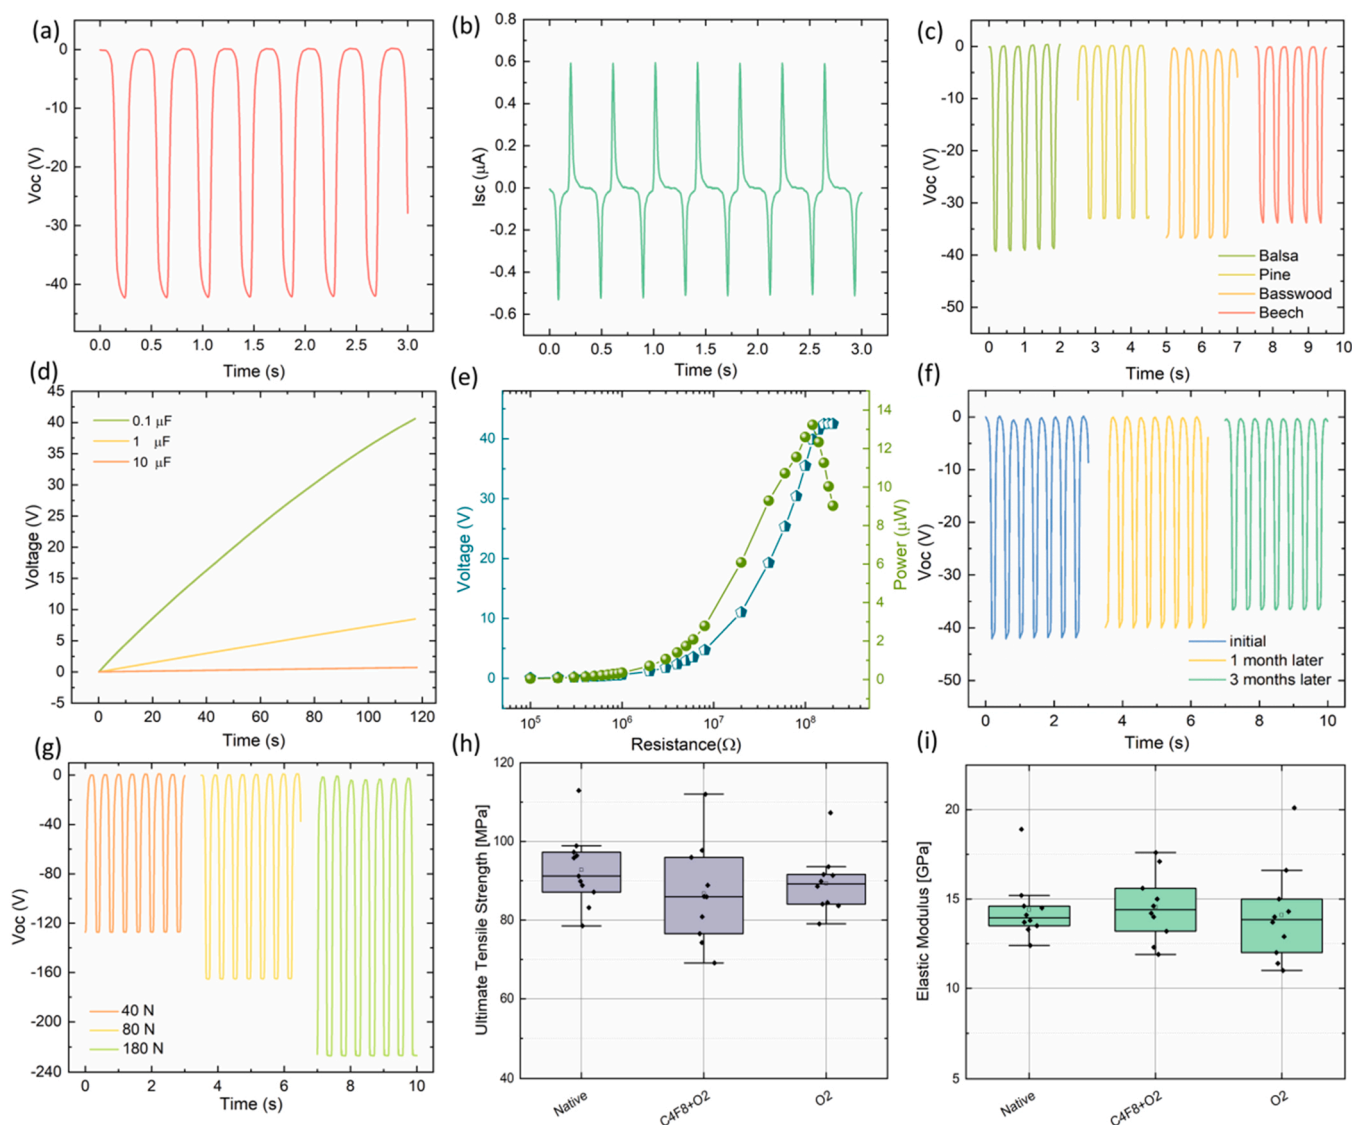 (a)
0
-10
-20
-30
-40
Voc (V)
0.0 0.5 1.0 1.5 2.0 2.5 3.0
Time (s)
(b)
0.6
0.4
0.2
0.0
-0.2
-0.4
-0.6
Isc (μA)
0.0 0.5 1.0 1.5 2.0 2.5 3.0
Time (s)
(c)
0
-10
-20
-30
-40
-50
Voc (V)
Balsa
Pine
Basswood
Beech
0 1 2 3 4 5 6 7 8 9 10
Time (s)
(d)
45
40
35
30
25
20
15
10
5
0
-5
Voltage (V)
0.1 μF
1 μF
10 μF
0 20 40 60 80 100 120
Time (s)
(e)
40
30
20
10
0
Voltage (V)
14
12
10
8
6
4
2
0
Power (μW)
10⁵ 10⁶ 10⁷ 10⁸
Resistance(Ω)
(f)
0
-10
-20
-30
-40
-50
Voc (V)
initial
1 month later
3 months later
0 2 4 6 8 10
Time (s)
(g)
0
-40
-80
-120
-160
-200
-240
Voc (V)
40 N
80 N
180 N
0 2 4 6 8 10
Time (s)
(h)
120
100
80
60
40
Ultimate Tensile Strength [MPa]
Native C4F8+O2 O2
(i)
20
15
10
5
Elastic Modulus [GPa]
Native C4F8+O2 O2